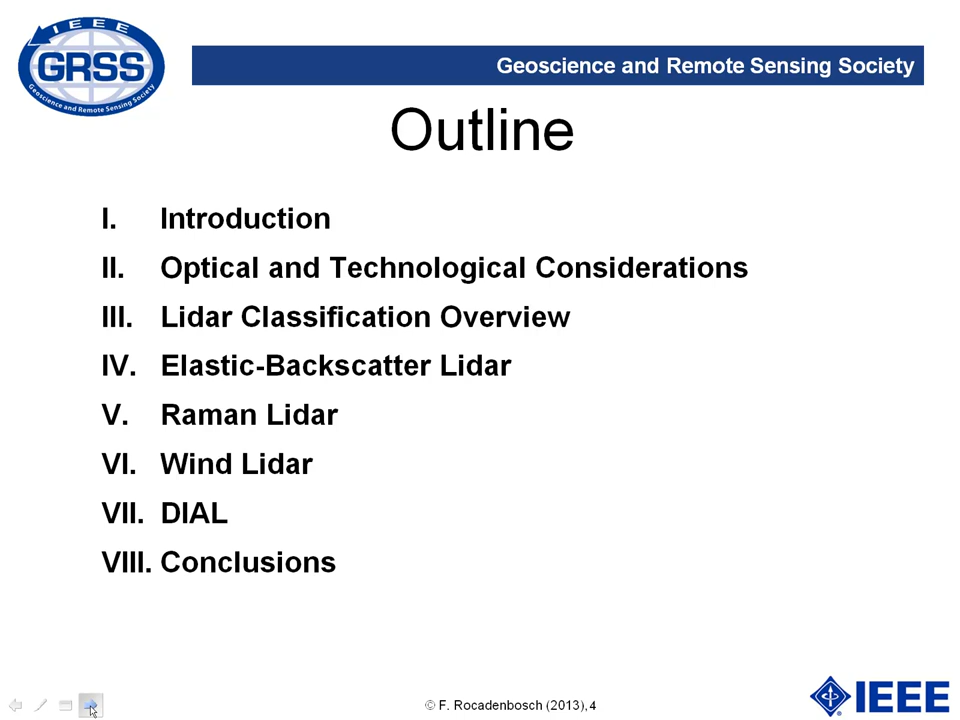 IEEE
GRSS
Geoscience and Remote Sensing Society
Geoscience and Remote Sensing Society
Outline
I. Introduction
II. Optical and Technological Considerations
III. Lidar Classification Overview
IV. Elastic-Backscatter Lidar
V. Raman Lidar
VI. Wind Lidar
VII. DIAL
VIII. Conclusions
© F. Rocadenbosch (2013), 4
IEEE